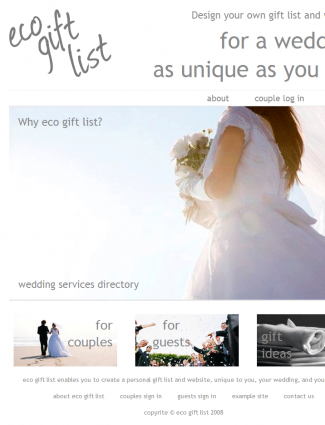 eco
gift
list
Design your own gift list and
for a wedd
as unique as you
about couple log in
Why eco gift list?
wedding services directory
for
couples
for
guests
gift
ideas
eco gift list enables you to create a personal gift list and website, unique to you, your wedding, and you
about eco gift list couples sign in guests sign in example site contact us
copyrite © eco gift list 2008